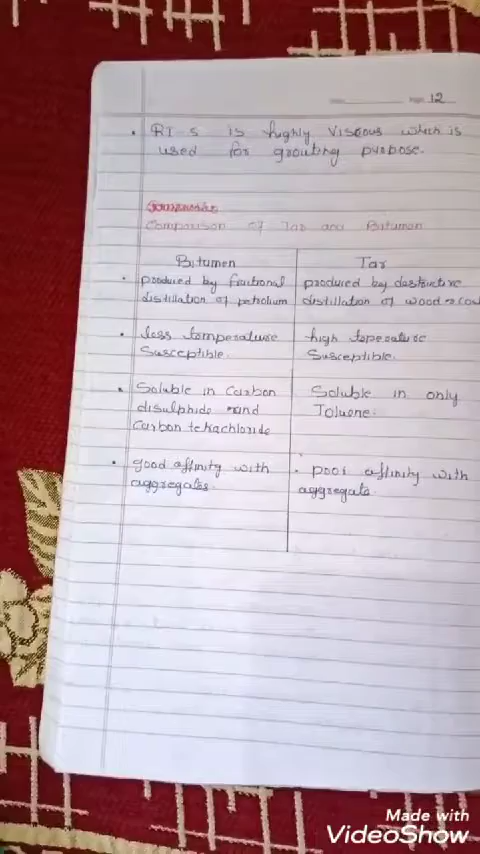 12
• RT-5 is highly viscous which is
used for grouting purpose.
Comparison of Tar and Bitumen
Bitumen
Tar
• produced by fractional
distillation of petrolium
produced by destructive
distillation of wood or coal
• less temperature
Susceptible.
high temperature
Susceptible.
• Soluble in Carbon
disulphide and
Carbon tetrachloride
Soluble in only
Toluene.
• good affinity with
aggregates.
• poor affinity with
aggregate.
Made with
VideoShow